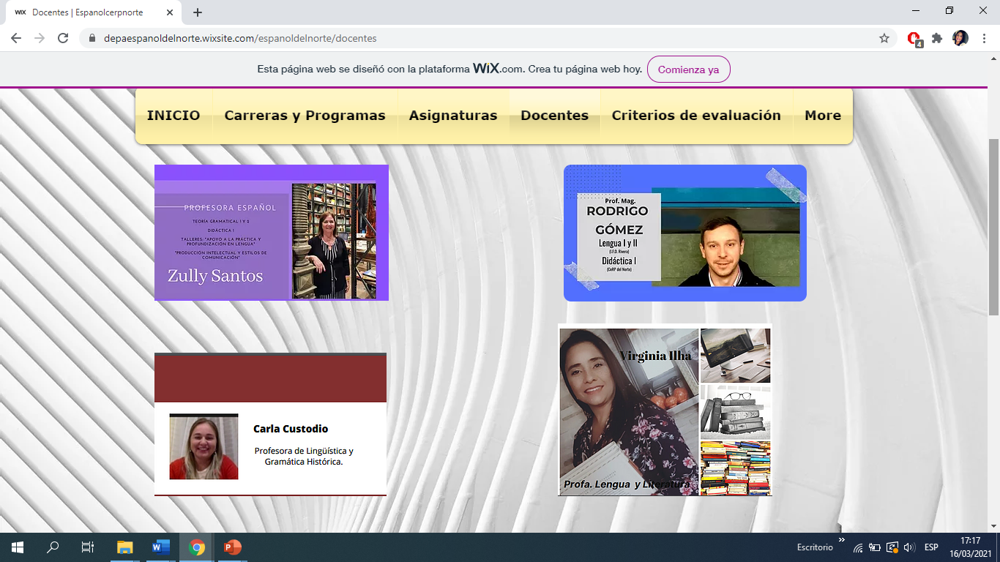 WiX Docentes | Espanolcerpnorte
depaespanoldelnorte.wixsite.com/espanoldelnorte/docentes
4
Esta página web se diseñó con la plataforma WiX.com. Crea tu página web hoy. Comienza ya
INICIO Carreras y Programas Asignaturas Docentes Criterios de evaluación More
PROFESORA ESPAÑOL
TEORÍA GRAMATICAL 1 Y 2
DIDÁCTICA I
TALLERES: "APOYO A LA PRÁCTICA Y
PROFUNDIZACIÓN EN LENGUA"
"PRODUCCIÓN INTELECTUAL Y ESTILOS DE
COMUNICACIÓN"
Zully Santos
Prof. Mag.
RODRIGO
GÓMEZ
Lengua I y II
(I.F.D. Rivera)
Didáctica I
(CeRP del Norte)
Carla Custodio
Profesora de Lingüística y
Gramática Histórica.
Virginia Ilha
Profa. Lengua y Literatura
Escritorio » ESP 17:17
16/03/2021